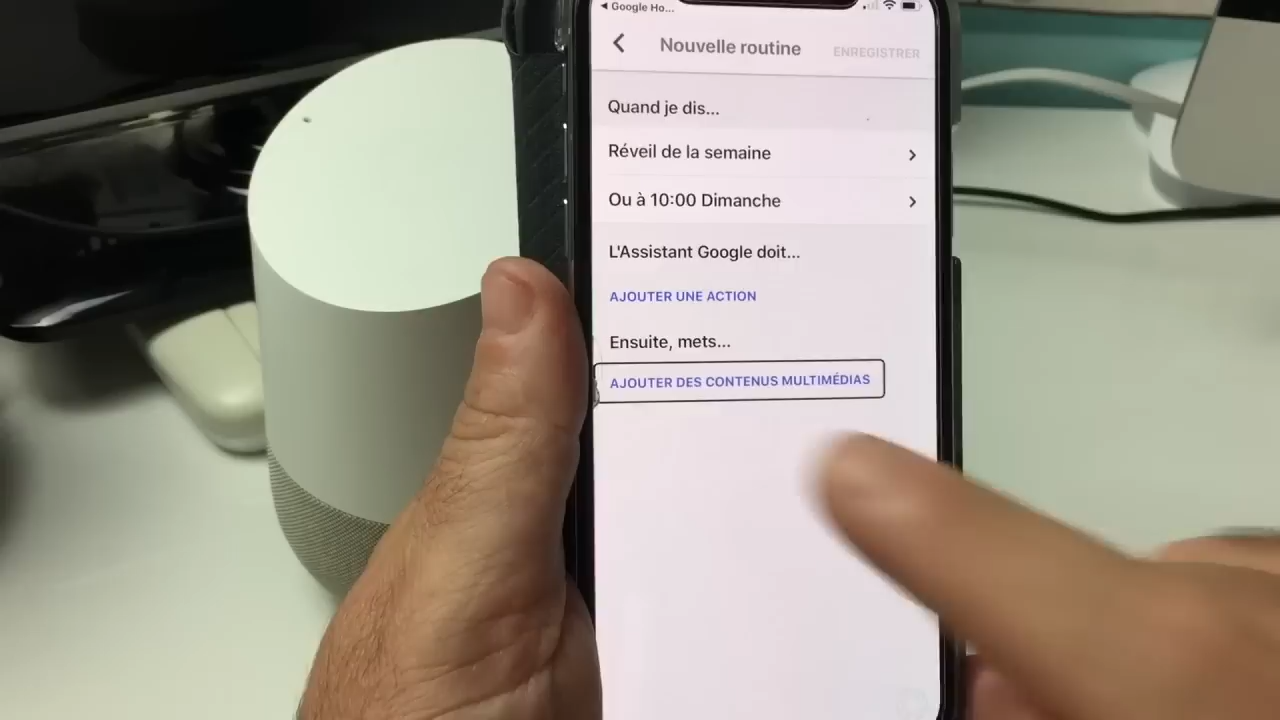 ◀ Google Ho...
Nouvelle routine
ENREGISTRER
Quand je dis...
Réveil de la semaine
Ou à 10:00 Dimanche
L'Assistant Google doit...
AJOUTER UNE ACTION
Ensuite, mets...
AJOUTER DES CONTENUS MULTIMÉDIAS